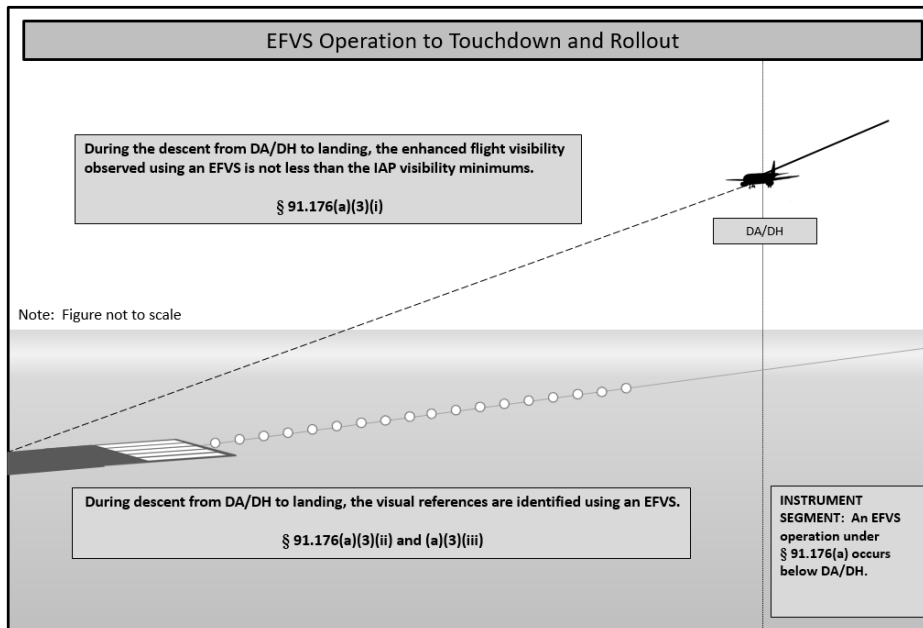 EFVS Operation to Touchdown and Rollout
During the descent from DA/DH to landing, the enhanced flight visibility
observed using an EFVS is not less than the IAP visibility minimums.
§ 91.176(a)(3)(i)
DA/DH
Note:  Figure not to scale
During descent from DA/DH to landing, the visual references are identified using an EFVS.
§ 91.176(a)(3)(ii) and (a)(3)(iii)
INSTRUMENT
SEGMENT:  An EFVS
operation under
§ 91.176(a) occurs
below DA/DH.